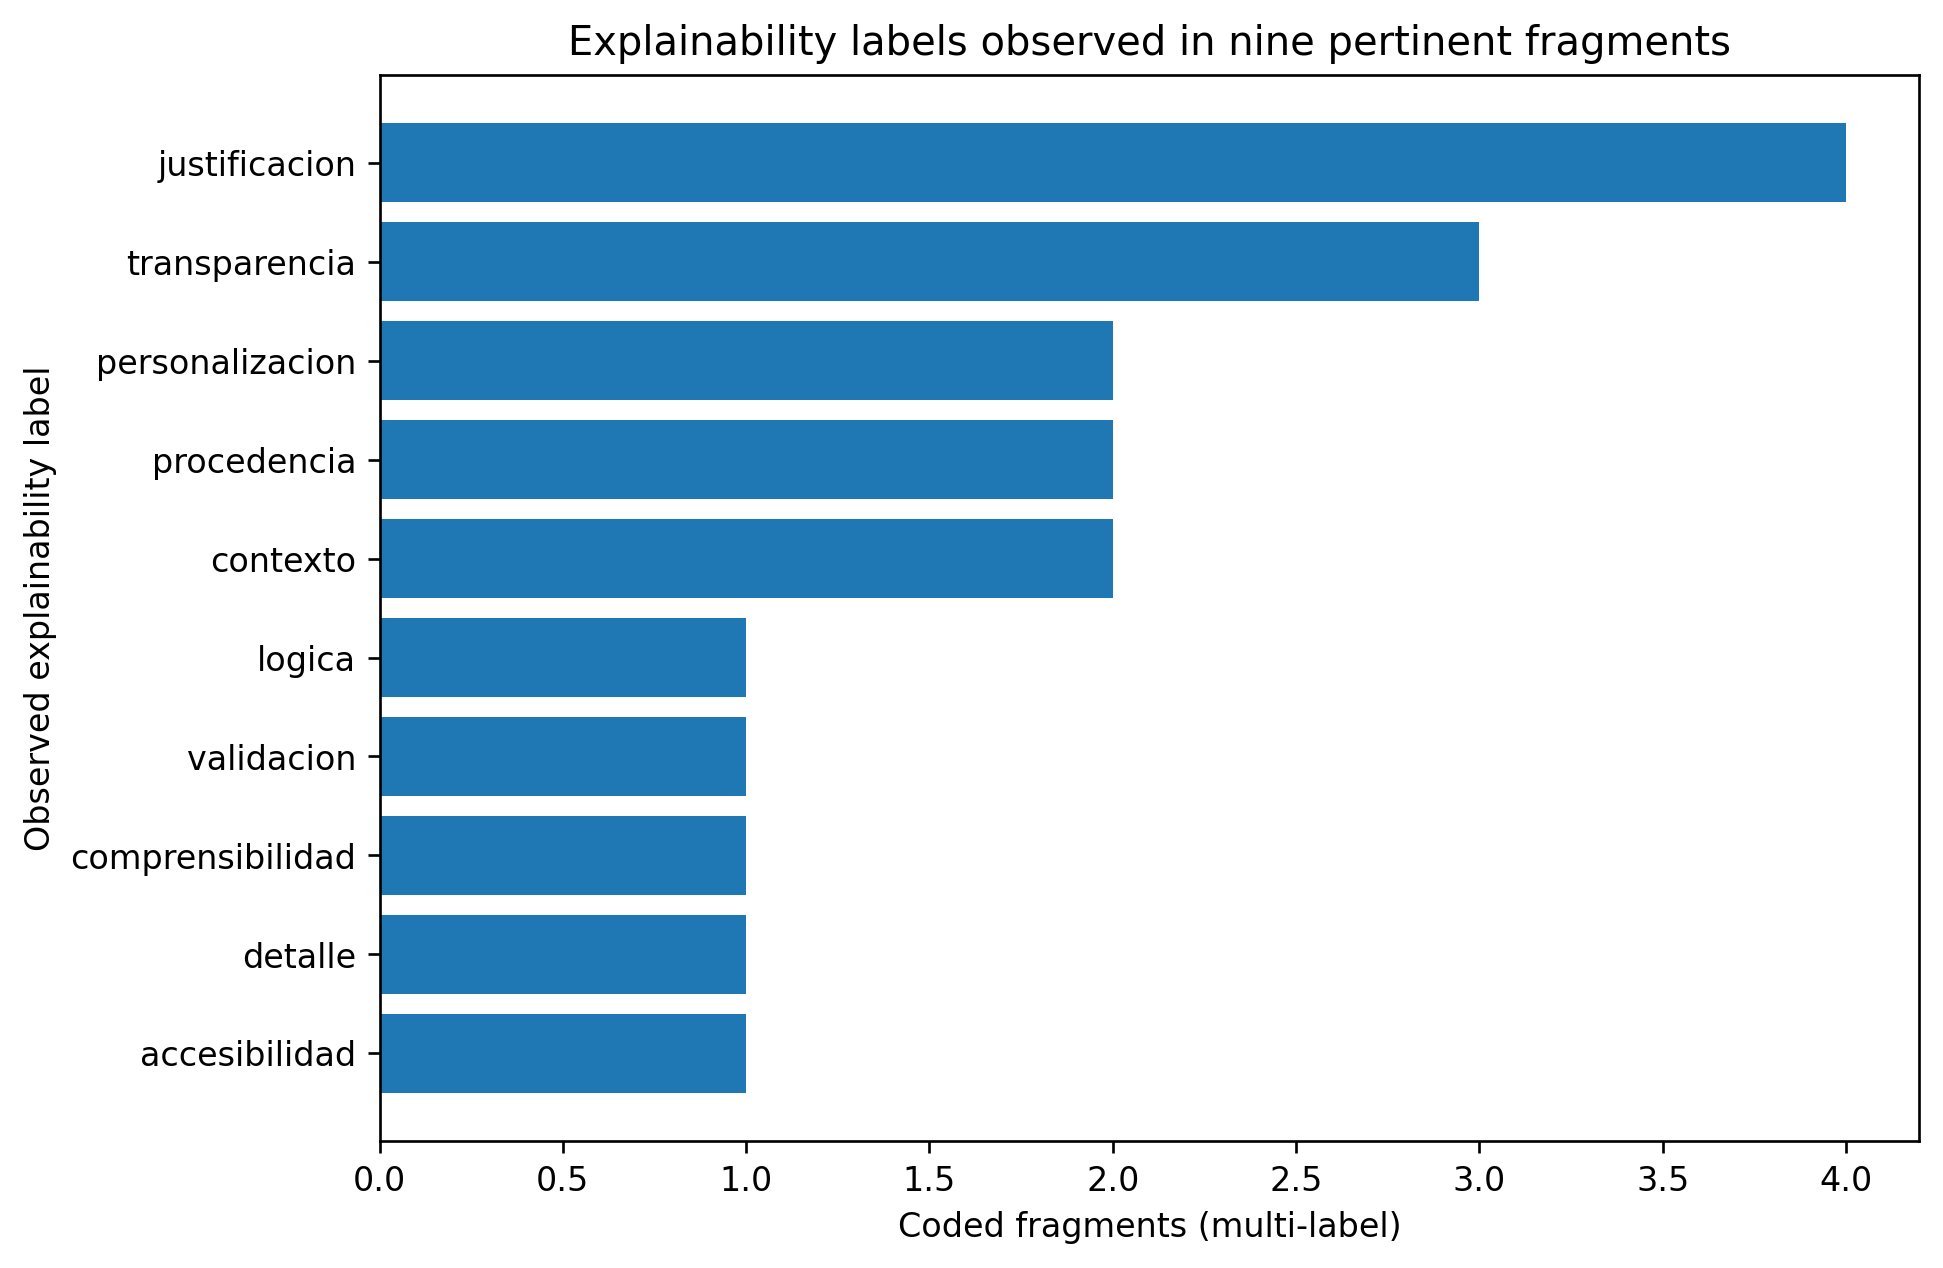 Explainability labels observed in nine pertinent fragments
Observed explainability label
justificacion
transparencia
personalizacion
procedencia
contexto
logica
validacion
comprensibilidad
detalle
accesibilidad
0.0 0.5 1.0 1.5 2.0 2.5 3.0 3.5 4.0
Coded fragments (multi-label)